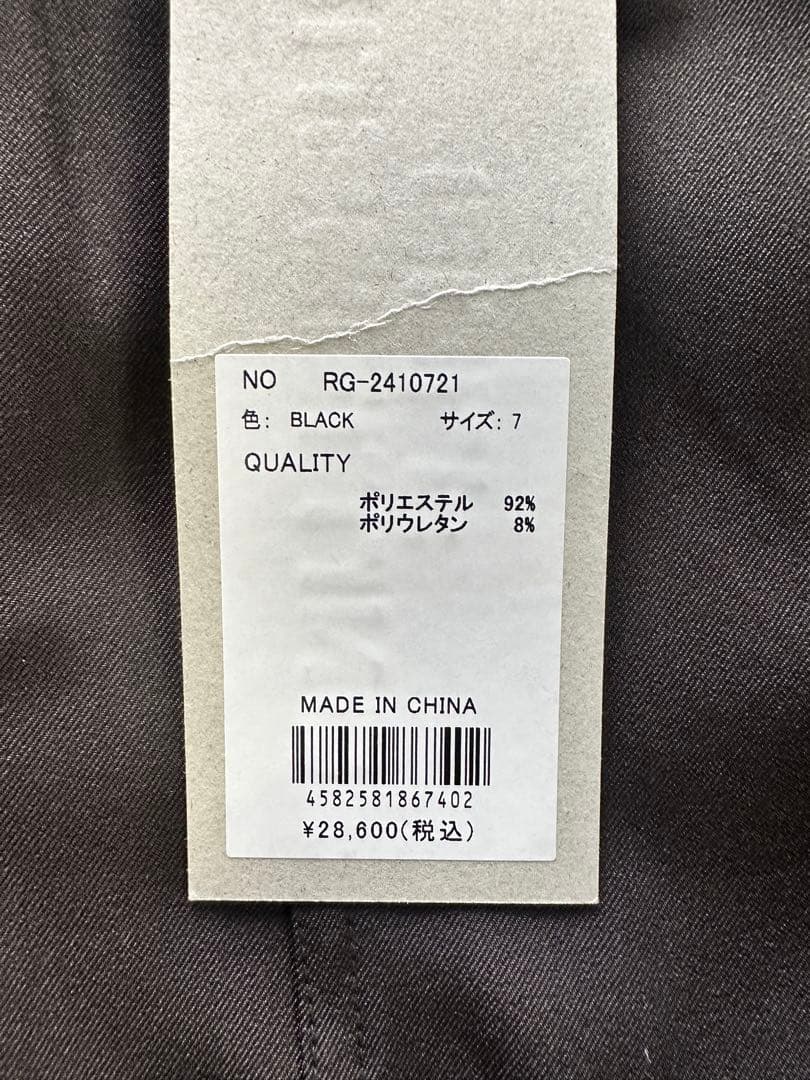 NO RG-2410721
色: BLACK サイズ: 7
QUALITY
ポリエステル 92%
ポリウレタン 8%
MADE IN CHINA
4582581867402
¥28,600(税込)